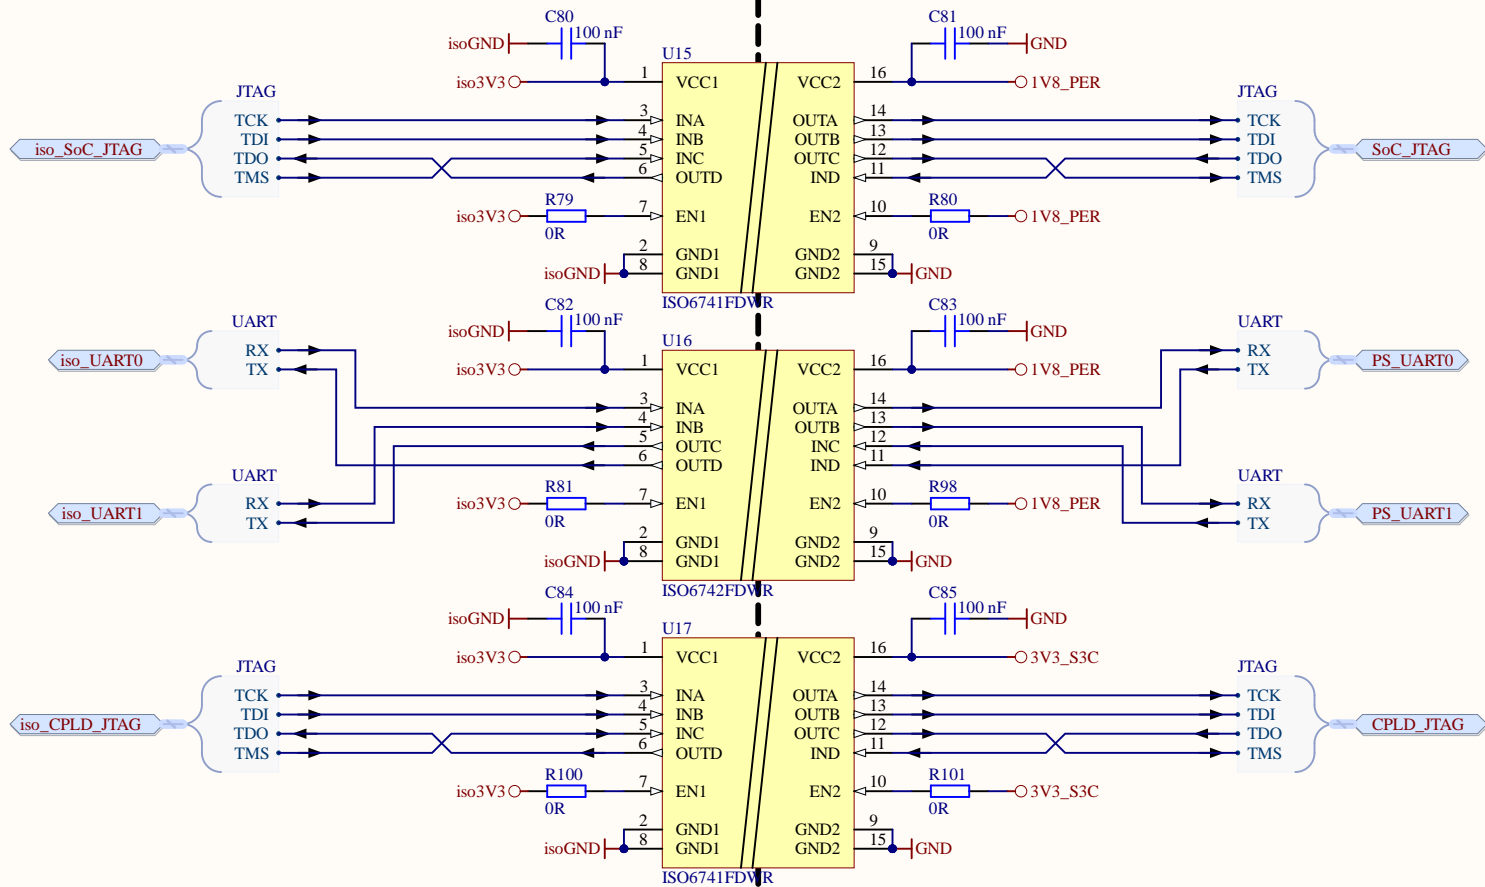 C80
100 nF
isoGND
iso3V3
U15
C81
100 nF
GND
1V8_PER
1 VCC1
VCC2 16
JTAG
TCK
TDI
TDO
TMS
iso_SoC_JTAG
3 INA
4 INB
5 INC
6 OUTD
OUTA 14
OUTB 13
OUTC 12
IND 11
JTAG
TCK
TDI
TDO
TMS
SoC_JTAG
iso3V3
R79
0R
7 EN1
EN2 10
R80
0R
1V8_PER
isoGND
2 GND1
8 GND1
GND2 9
GND2 15
GND
ISO6741FDWR
C82
100 nF
isoGND
iso3V3
U16
C83
100 nF
GND
1V8_PER
1 VCC1
VCC2 16
UART
RX
TX
iso_UART0
UART
RX
TX
PS_UART0
3 INA
4 INB
5 OUTC
6 OUTD
OUTA 14
OUTB 13
INC 12
IND 11
UART
RX
TX
iso_UART1
UART
RX
TX
PS_UART1
iso3V3
R81
0R
7 EN1
EN2 10
R98
0R
1V8_PER
isoGND
2 GND1
8 GND1
GND2 9
GND2 15
GND
ISO6742FDWR
C84
100 nF
isoGND
iso3V3
U17
C85
100 nF
GND
3V3_S3C
1 VCC1
VCC2 16
JTAG
TCK
TDI
TDO
TMS
iso_CPLD_JTAG
3 INA
4 INB
5 INC
6 OUTD
OUTA 14
OUTB 13
OUTC 12
IND 11
JTAG
TCK
TDI
TDO
TMS
CPLD_JTAG
iso3V3
R100
0R
7 EN1
EN2 10
R101
0R
3V3_S3C
isoGND
2 GND1
8 GND1
GND2 9
GND2 15
GND
ISO6741FDWR